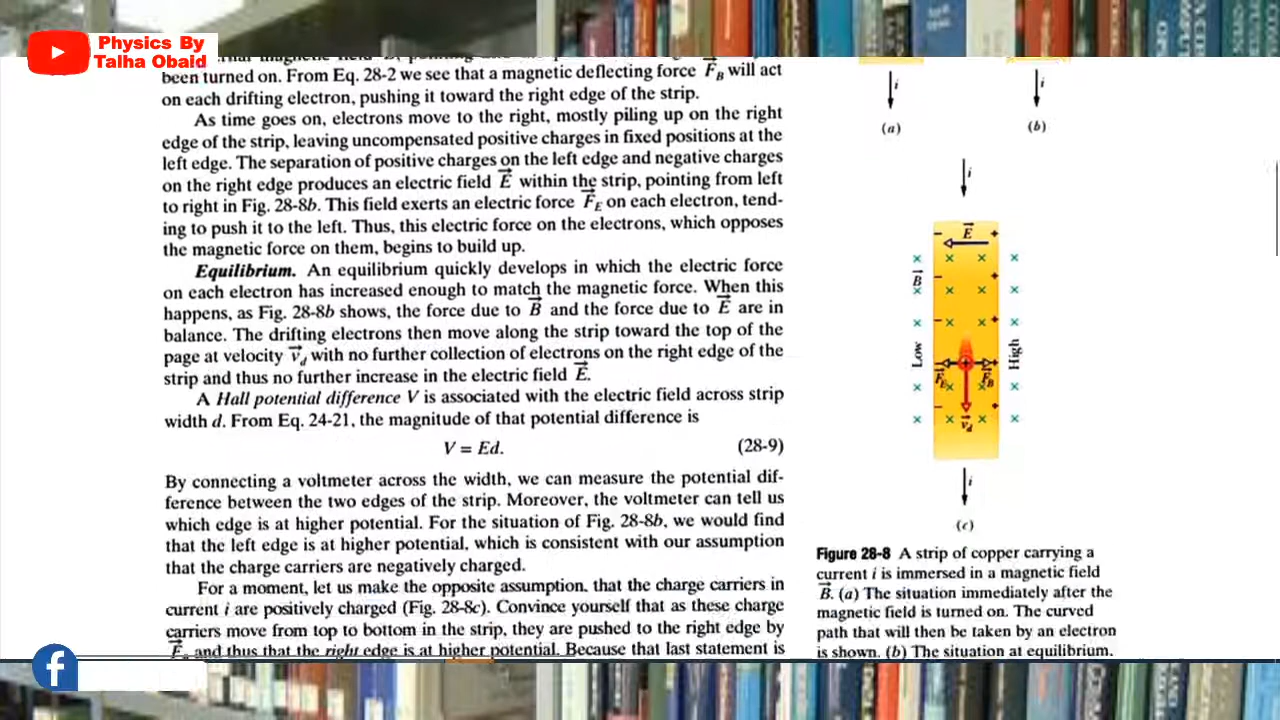 Physics By
Talha Obaid
been turned on. From Eq. 28-2 we see that a magnetic deflecting force F_B will act
on each drifting electron, pushing it toward the right edge of the strip.
As time goes on, electrons move to the right, mostly piling up on the right
edge of the strip, leaving uncompensated positive charges in fixed positions at the
left edge. The separation of positive charges on the left edge and negative charges
on the right edge produces an electric field E within the strip, pointing from left
to right in Fig. 28-8b. This field exerts an electric force F_E on each electron, tend-
ing to push it to the left. Thus, this electric force on the electrons, which opposes
the magnetic force on them, begins to build up.
Equilibrium. An equilibrium quickly develops in which the electric force
on each electron has increased enough to match the magnetic force. When this
happens, as Fig. 28-8b shows, the force due to B and the force due to E are in
balance. The drifting electrons then move along the strip toward the top of the
page at velocity v_d with no further collection of electrons on the right edge of the
strip and thus no further increase in the electric field E.
A Hall potential difference V is associated with the electric field across strip
width d. From Eq. 24-21, the magnitude of that potential difference is
V = Ed. (28-9)
By connecting a voltmeter across the width, we can measure the potential dif-
ference between the two edges of the strip. Moreover, the voltmeter can tell us
which edge is at higher potential. For the situation of Fig. 28-8b, we would find
that the left edge is at higher potential, which is consistent with our assumption
that the charge carriers are negatively charged.
For a moment, let us make the opposite assumption, that the charge carriers in
current i are positively charged (Fig. 28-8c). Convince yourself that as these charge
carriers move from top to bottom in the strip, they are pushed to the right edge by
F_B and thus that the right edge is at higher potential. Because that last statement is
i
i
(a)
(b)
i
E
B
Low
High
F_E
F_B
v_d
i
(c)
Figure 28-8 A strip of copper carrying a
current i is immersed in a magnetic field
B. (a) The situation immediately after the
magnetic field is turned on. The curved
path that will then be taken by an electron
is shown. (b) The situation at equilibrium.